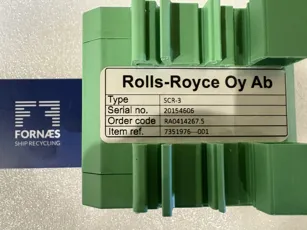 Rolls-Royce Oy Ab
Type SCR-3
Serial no. 20154606
Order code RA0414267.5
Item ref. 7351976--001
FORNÆS
SHIP RECYCLING